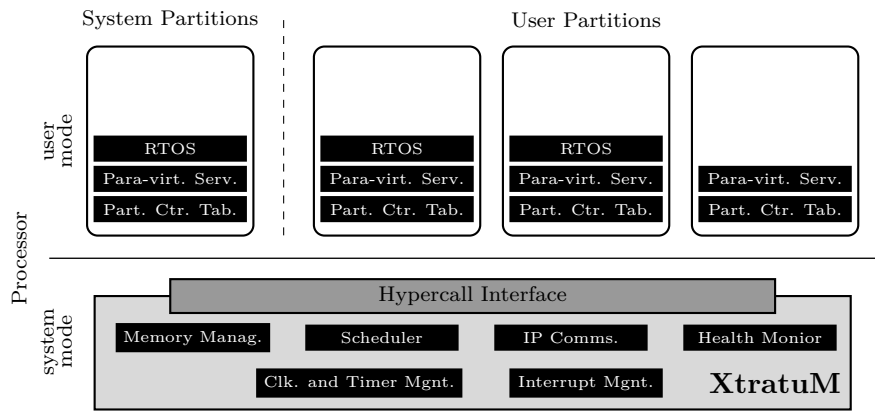 System Partitions
User Partitions
user
mode
RTOS
Para-virt. Serv.
Part. Ctr. Tab.
RTOS
Para-virt. Serv.
Part. Ctr. Tab.
RTOS
Para-virt. Serv.
Part. Ctr. Tab.
Para-virt. Serv.
Part. Ctr. Tab.
Processor
system
mode
Hypercall Interface
Memory Manag.
Scheduler
IP Comms.
Health Monior
Clk. and Timer Mgnt.
Interrupt Mgnt.
XtratuM